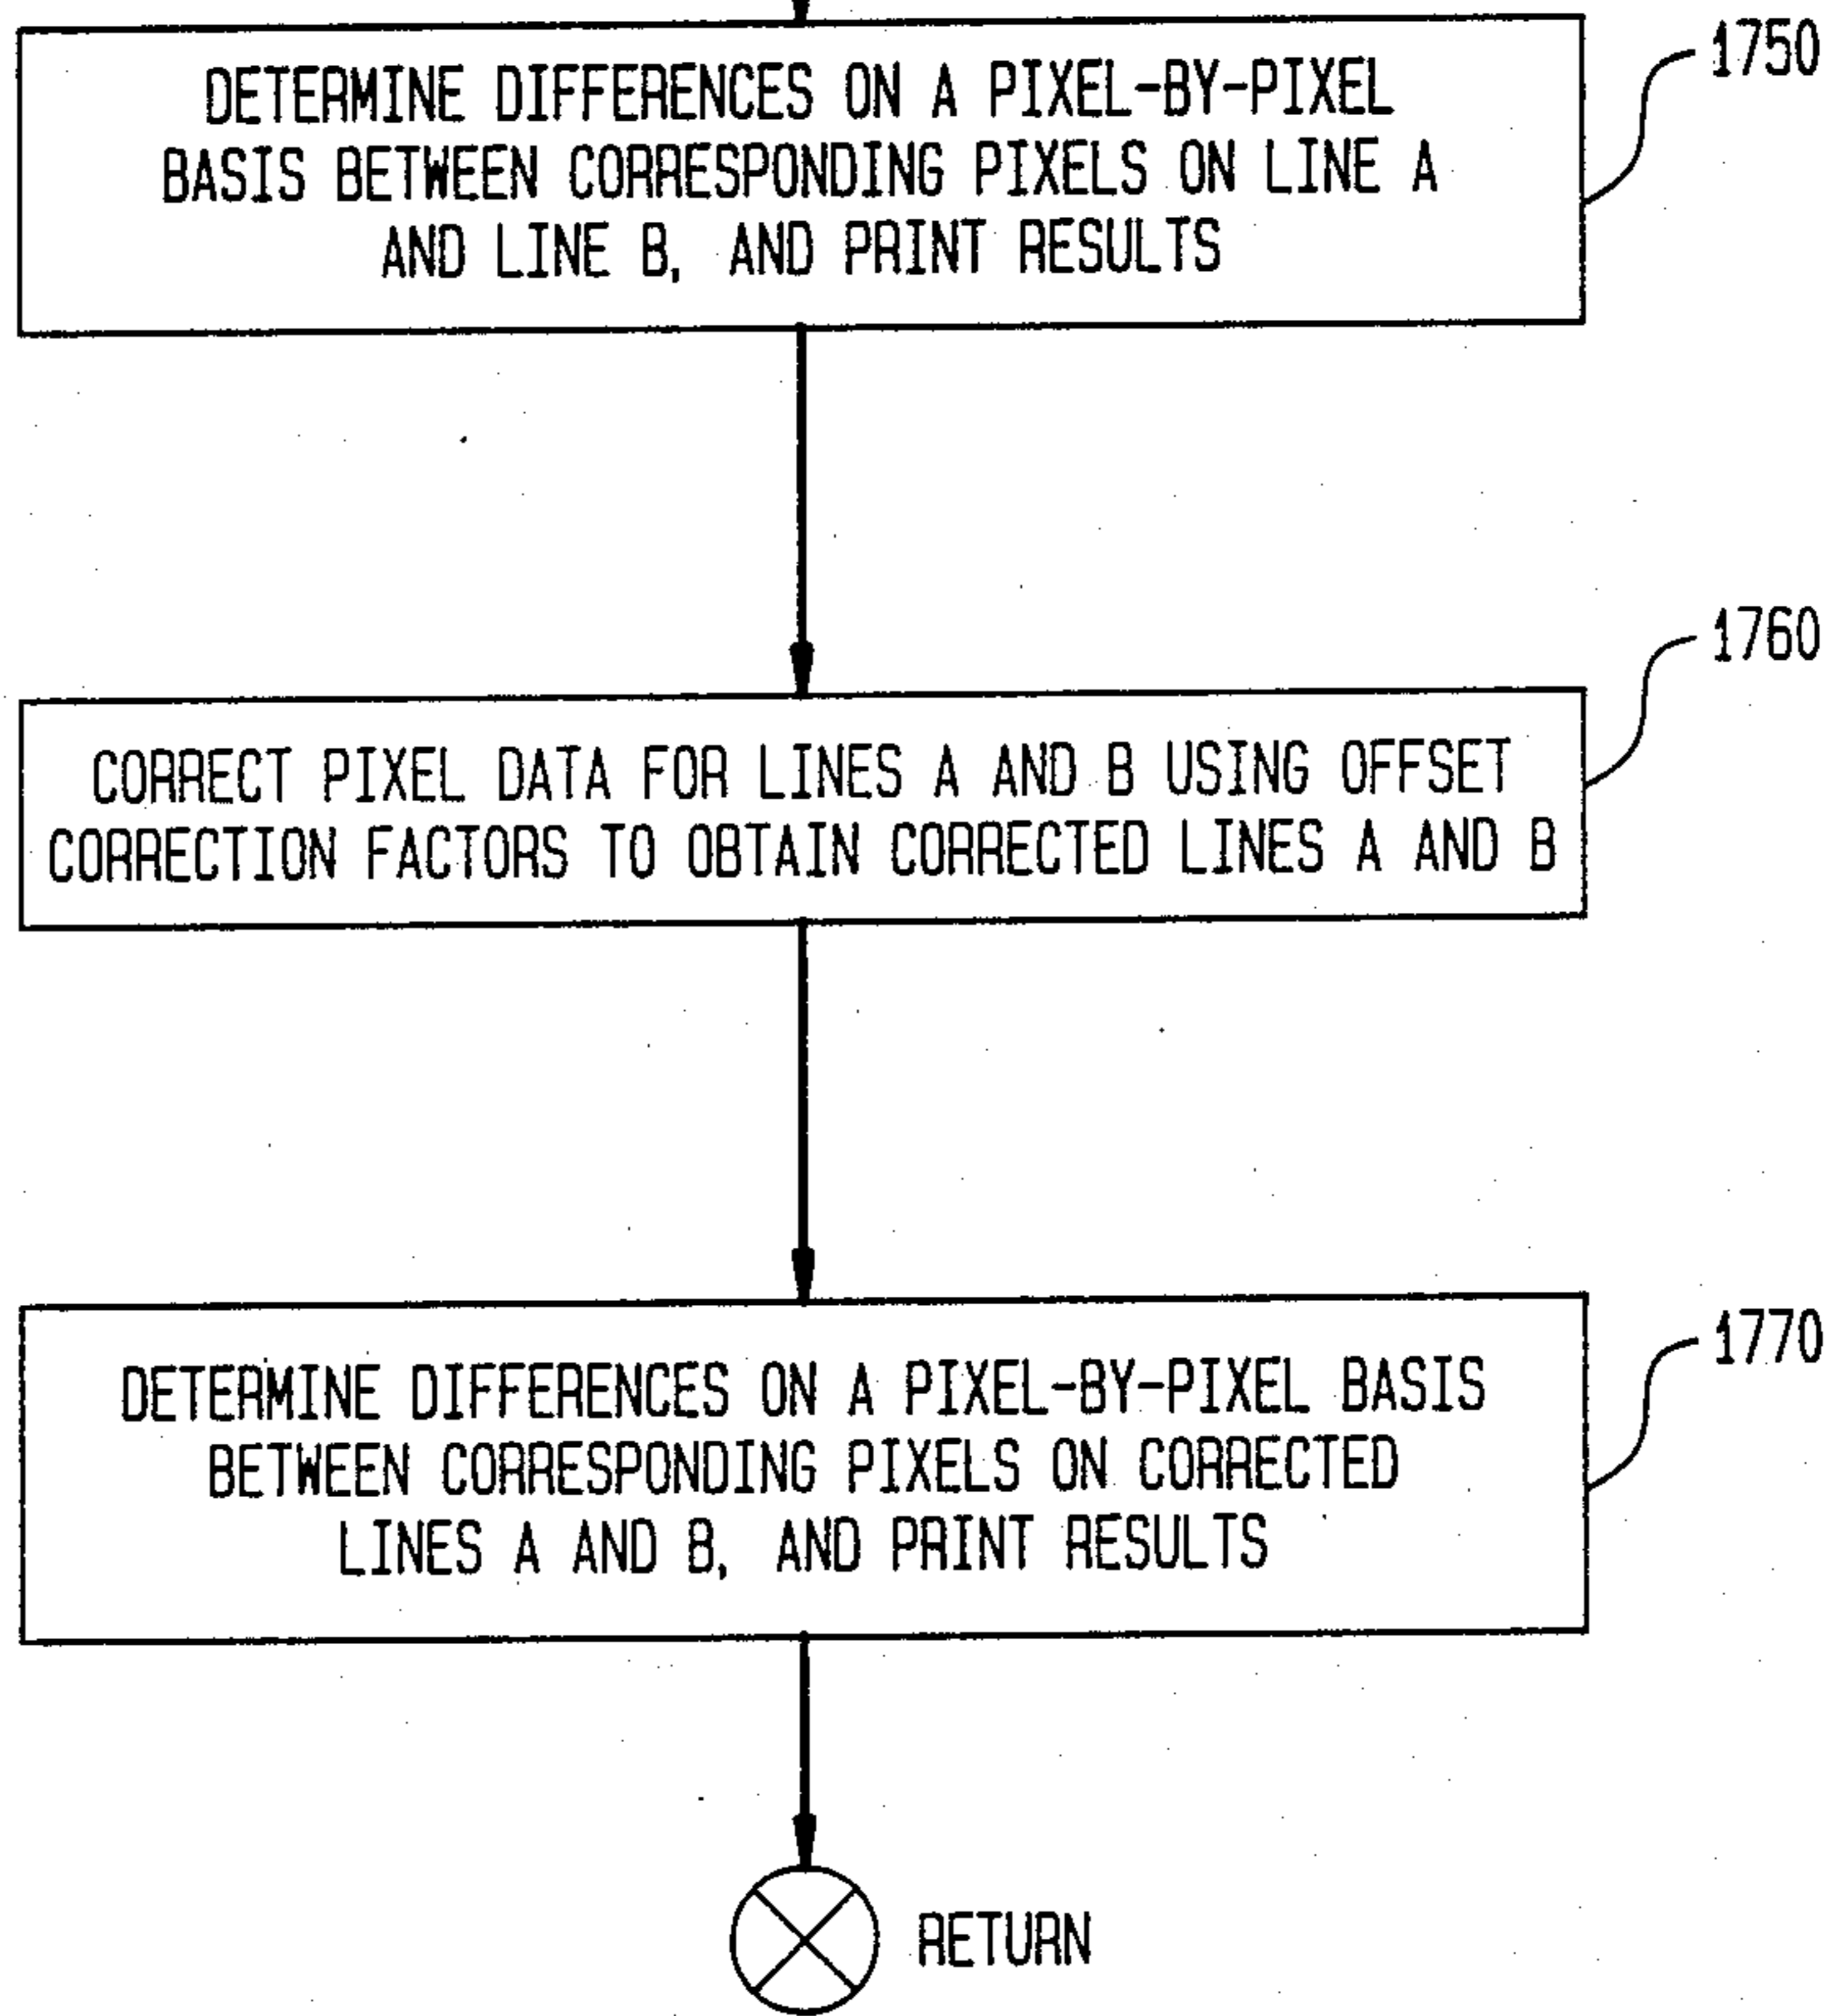 1750
DETERMINE DIFFERENCES ON A PIXEL-BY-PIXEL
BASIS BETWEEN CORRESPONDING PIXELS ON LINE A
AND LINE B, AND PRINT RESULTS
1760
CORRECT PIXEL DATA FOR LINES A AND B USING OFFSET
CORRECTION FACTORS TO OBTAIN CORRECTED LINES A AND B
1770
DETERMINE DIFFERENCES ON A PIXEL-BY-PIXEL BASIS
BETWEEN CORRESPONDING PIXELS ON CORRECTED
LINES A AND B, AND PRINT RESULTS
RETURN